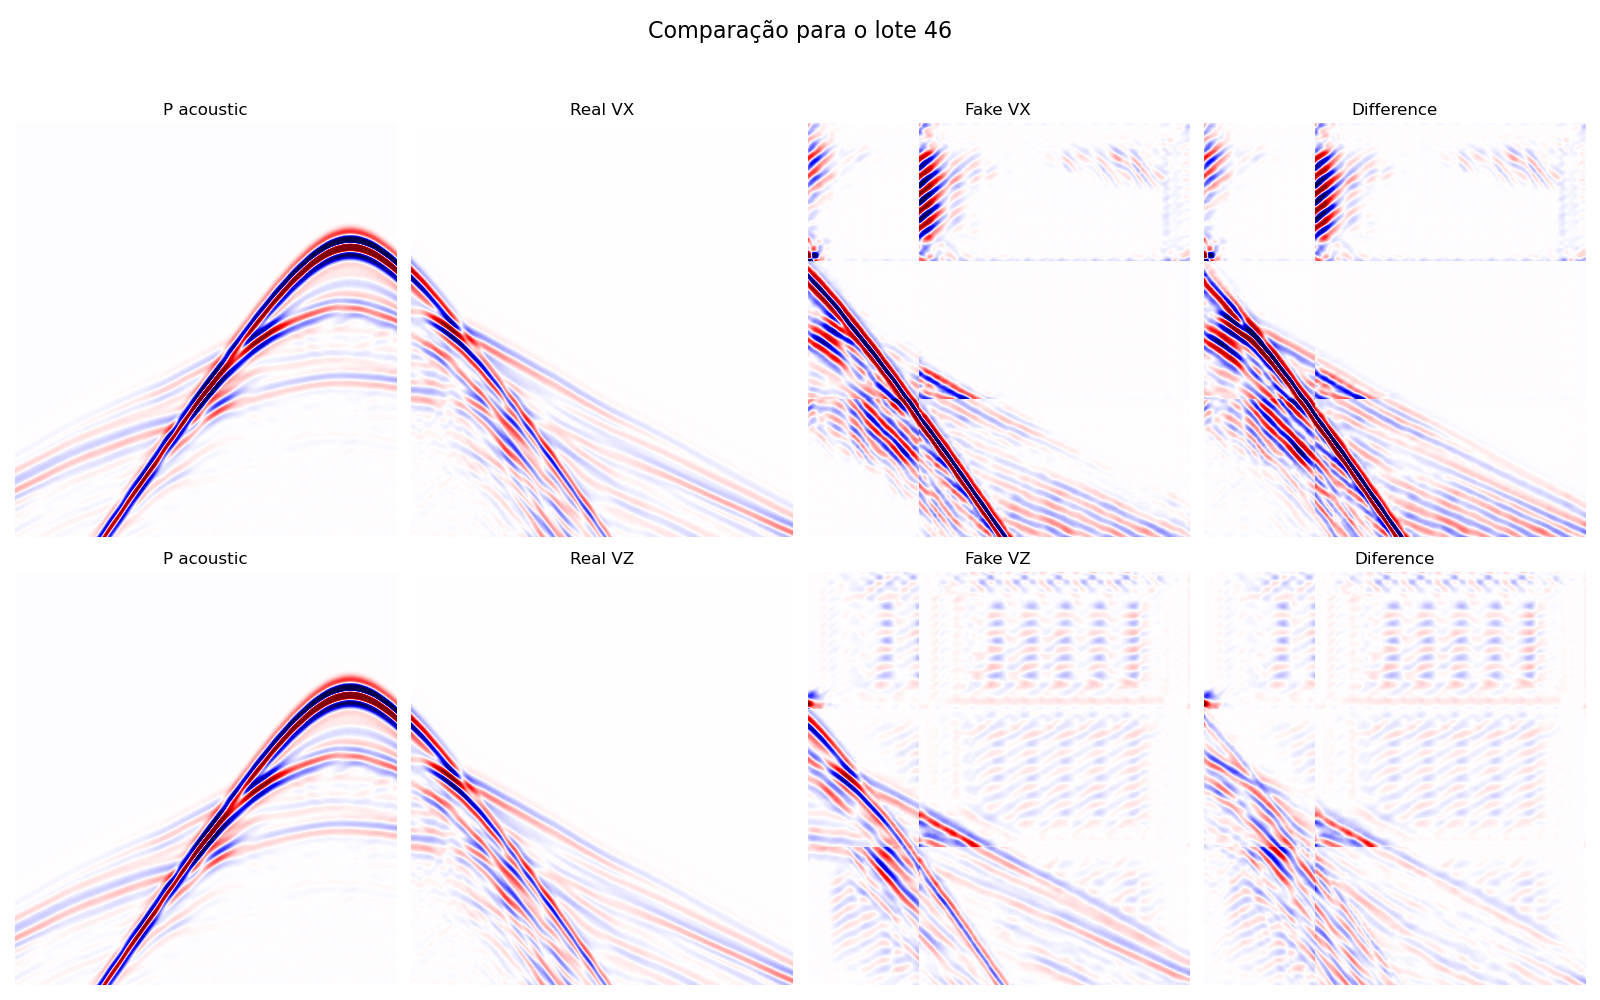 Comparação para o lote 46
P acoustic
Real VX
Fake VX
Difference
P acoustic
Real VZ
Fake VZ
Diference